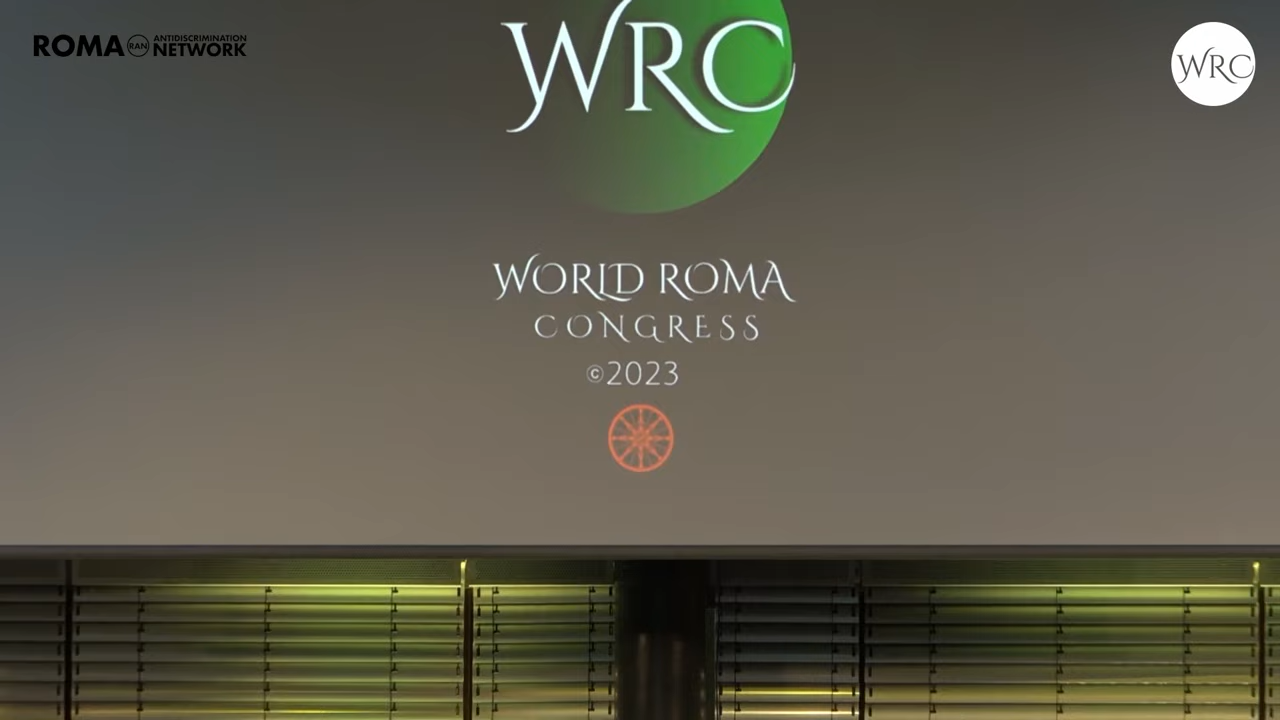 ROMA RAN ANTIDISCRIMINATION
NETWORK
WRC
WRC
WORLD ROMA
CONGRESS
©2023